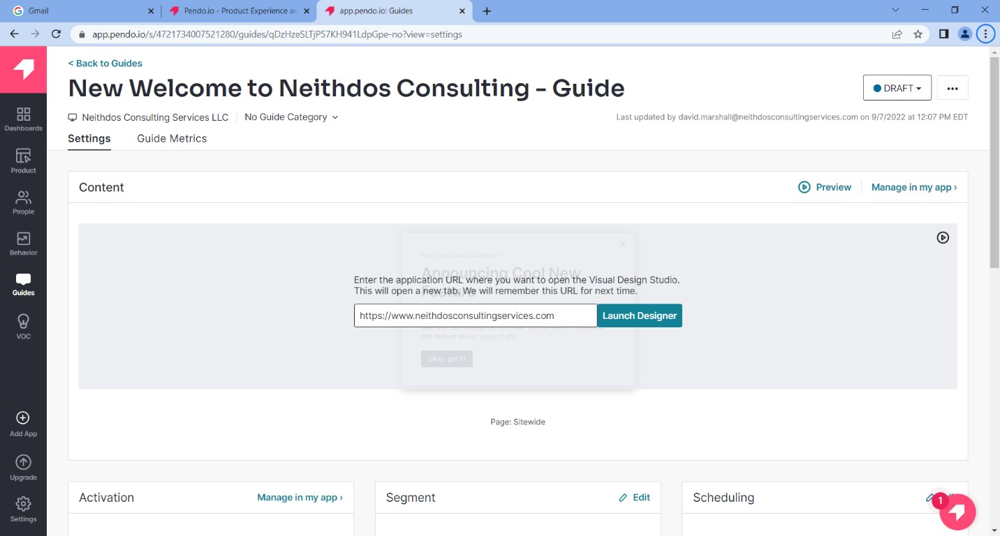 Gmail
Pendo.io - Product Experience an
app.pendo.io: Guides
app.pendo.io/s/4721734007521280/guides/qDzHzeSLTjP57KH941LdpGpe-no?view=settings
< Back to Guides
New Welcome to Neithdos Consulting - Guide
DRAFT
Neithdos Consulting Services LLC
No Guide Category
Last updated by david.marshall@neithdosconsultingservices.com on 9/7/2022 at 12:07 PM EDT
Settings
Guide Metrics
Dashboards
Product
People
Behavior
Guides
VOC
Add App
Upgrade
Settings
Content
Preview
Manage in my app ›
FEATURE ANNOUNCEMENT
Announcing Cool New
Feature
Enter the application URL where you want to open the Visual Design Studio.
This will open a new tab. We will remember this URL for next time.
https://www.neithdosconsultingservices.com
Launch Designer
this feature on our support site.
Okay, got it!
Page: Sitewide
Activation
Manage in my app ›
Segment
Edit
Scheduling
1